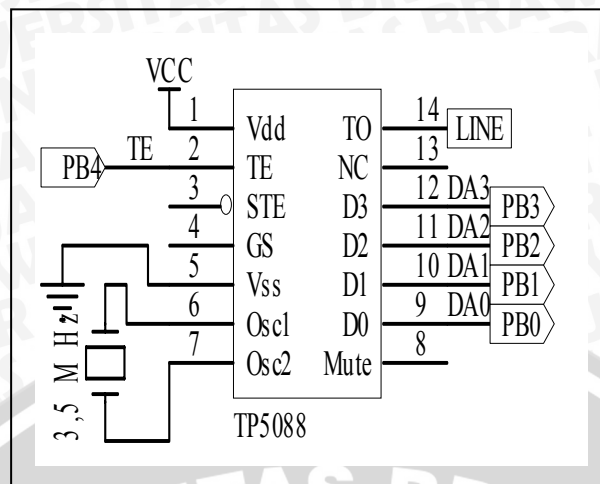 VCC
1 Vdd TO 14 LINE
PB4 TE 2 TE NC 13
3 STE D3 12 DA3 PB3
4 GS D2 11 DA2 PB2
5 Vss D1 10 DA1 PB1
6 Osc1 D0 9 DA0 PB0
7 Osc2 Mute 8
3,5 M Hz
TP5088